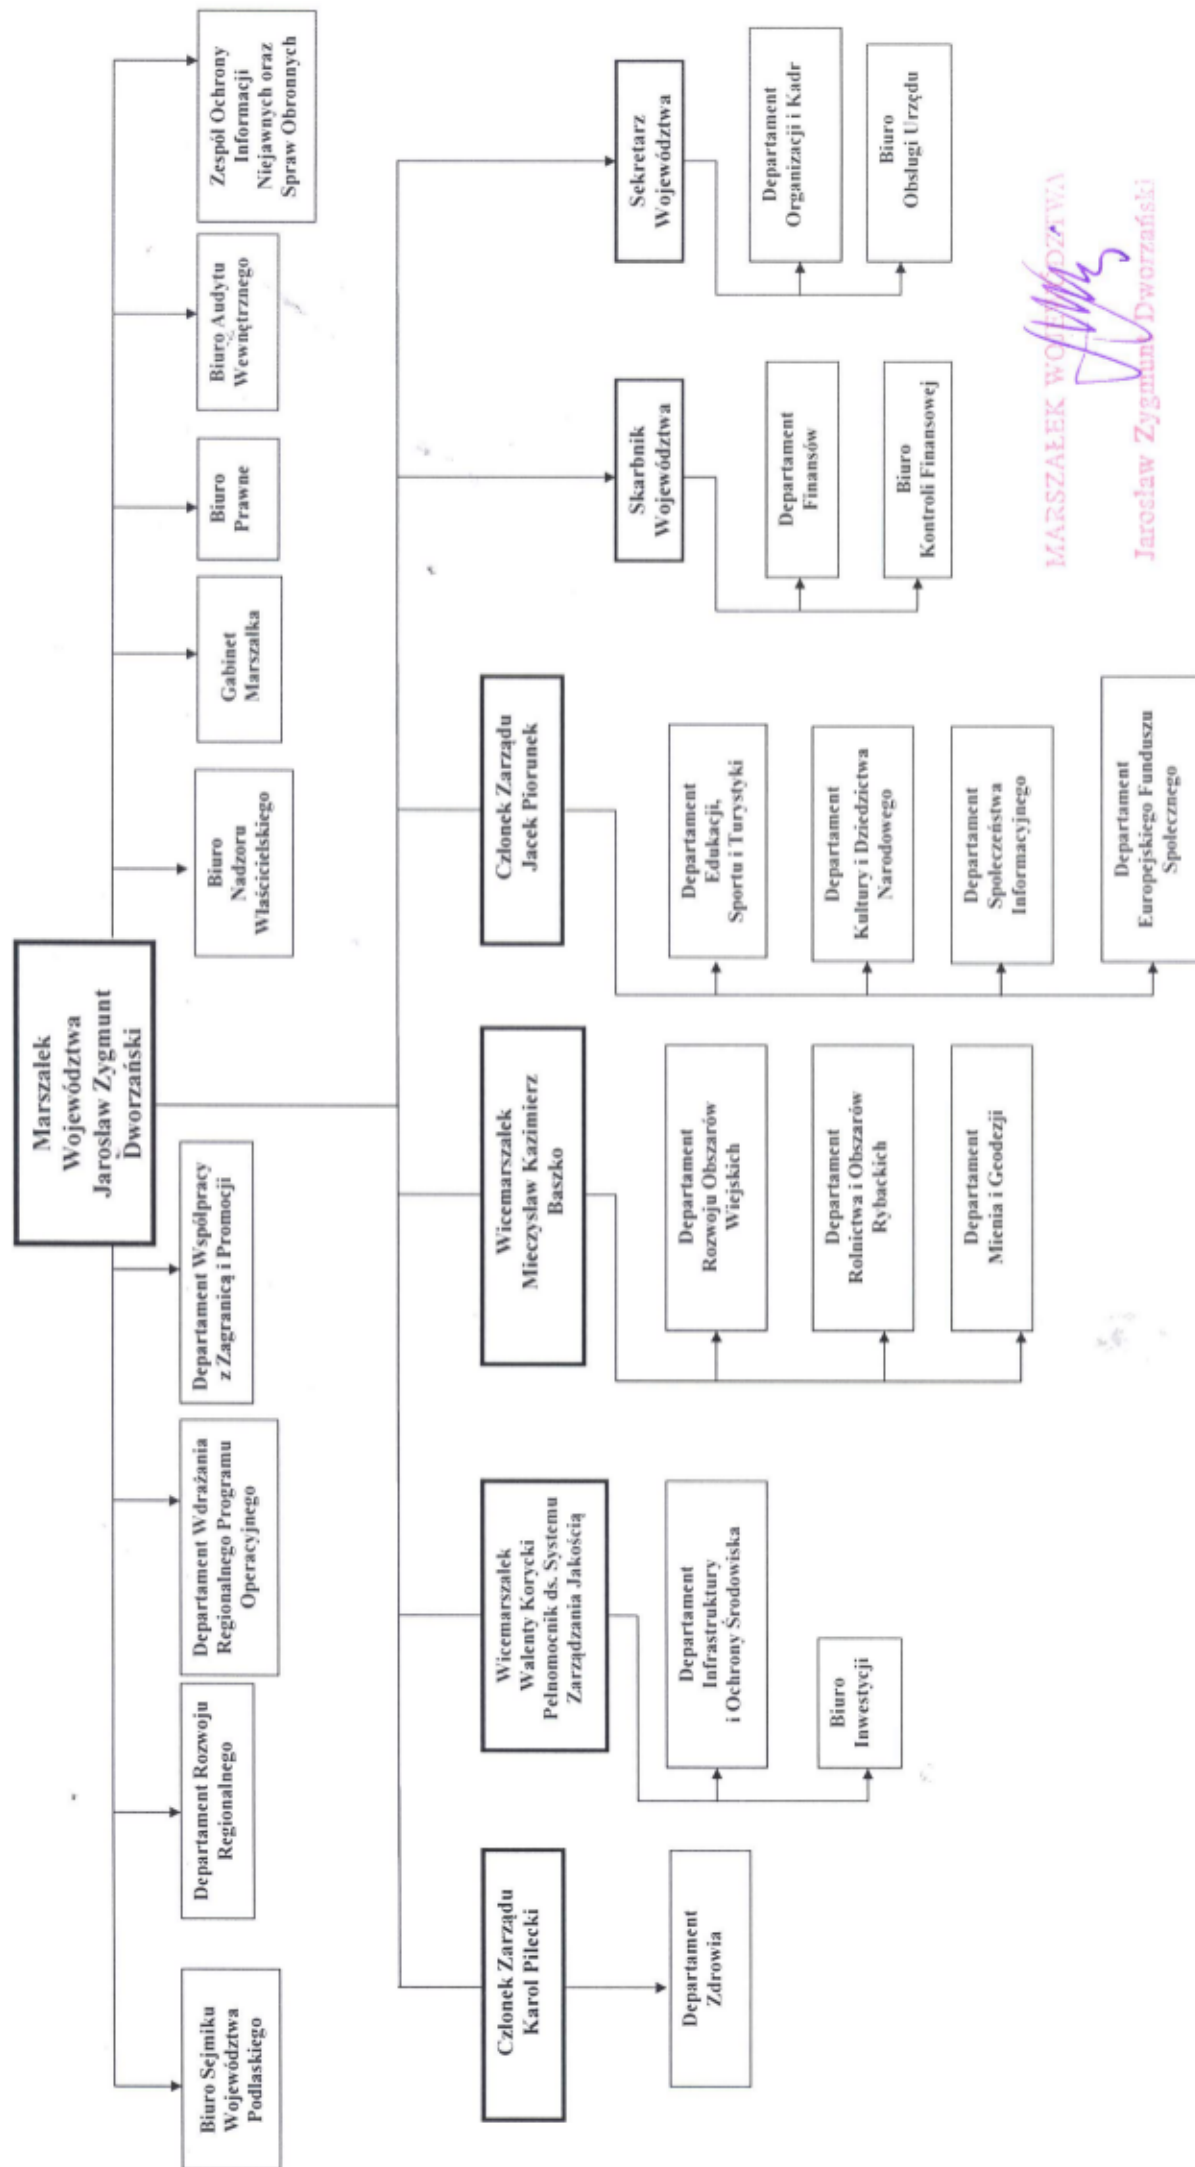 Marszałek
Województwa
Jarosław Zygmunt
Dworzański
Biuro Sejmiku
Województwa
Podlaskiego
Departament Rozwoju
Regionalnego
Departament Wdrażania
Regionalnego Programu
Operacyjnego
Departament Współpracy
z Zagranicą i Promocji
Biuro
Nadzoru
Właścicielskiego
Gabinet
Marszałka
Biuro
Prawne
Biuro Audytu
Wewnętrznego
Zespół Ochrony
Informacji
Niejawnych oraz
Spraw Obronnych
Członek Zarządu
Karol Pilecki
Departament
Zdrowia
Wicemarszałek
Walenty Korycki
Pełnomocnik ds. Systemu
Zarządzania Jakością
Departament
Infrastruktury
i Ochrony Środowiska
Biuro
Inwestycji
Wicemarszałek
Mieczysław Kazimierz
Baszko
Departament
Rozwoju Obszarów
Wiejskich
Departament
Rolnictwa i Obszarów
Rybackich
Departament
Mienia i Geodezji
Członek Zarządu
Jacek Piorunek
Departament
Edukacji,
Sportu i Turystyki
Departament
Kultury i Dziedzictwa
Narodowego
Departament
Społeczeństwa
Informacyjnego
Departament
Europejskiego Funduszu
Społecznego
Skarbnik
Województwa
Departament
Finansów
Biuro
Kontroli Finansowej
Sekretarz
Województwa
Departament
Organizacji i Kadr
Biuro
Obsługi Urzędu
MARSZAŁEK WOJEWÓDZTWA
Jarosław Zygmunt Dworzański